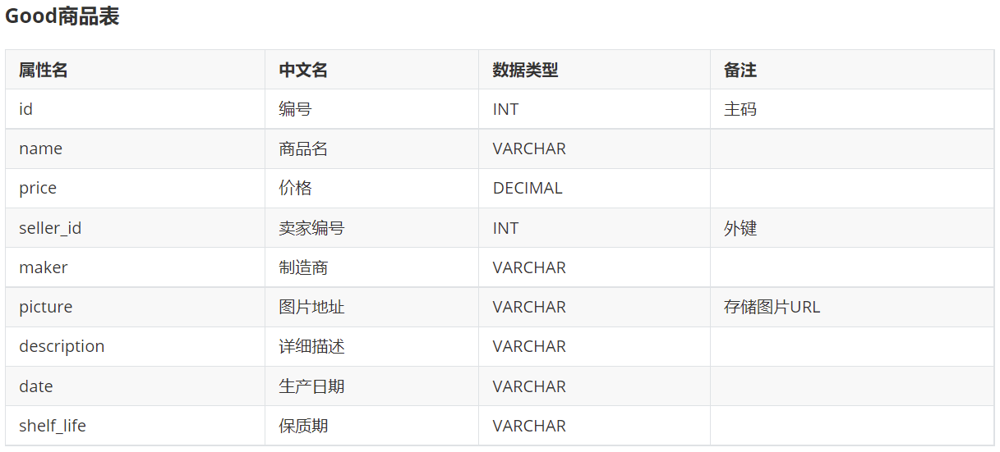 Good商品表
属性名 中文名 数据类型 备注
id 编号 INT 主码
name 商品名 VARCHAR
price 价格 DECIMAL
seller_id 卖家编号 INT 外键
maker 制造商 VARCHAR
picture 图片地址 VARCHAR 存储图片URL
description 详细描述 VARCHAR
date 生产日期 VARCHAR
shelf_life 保质期 VARCHAR